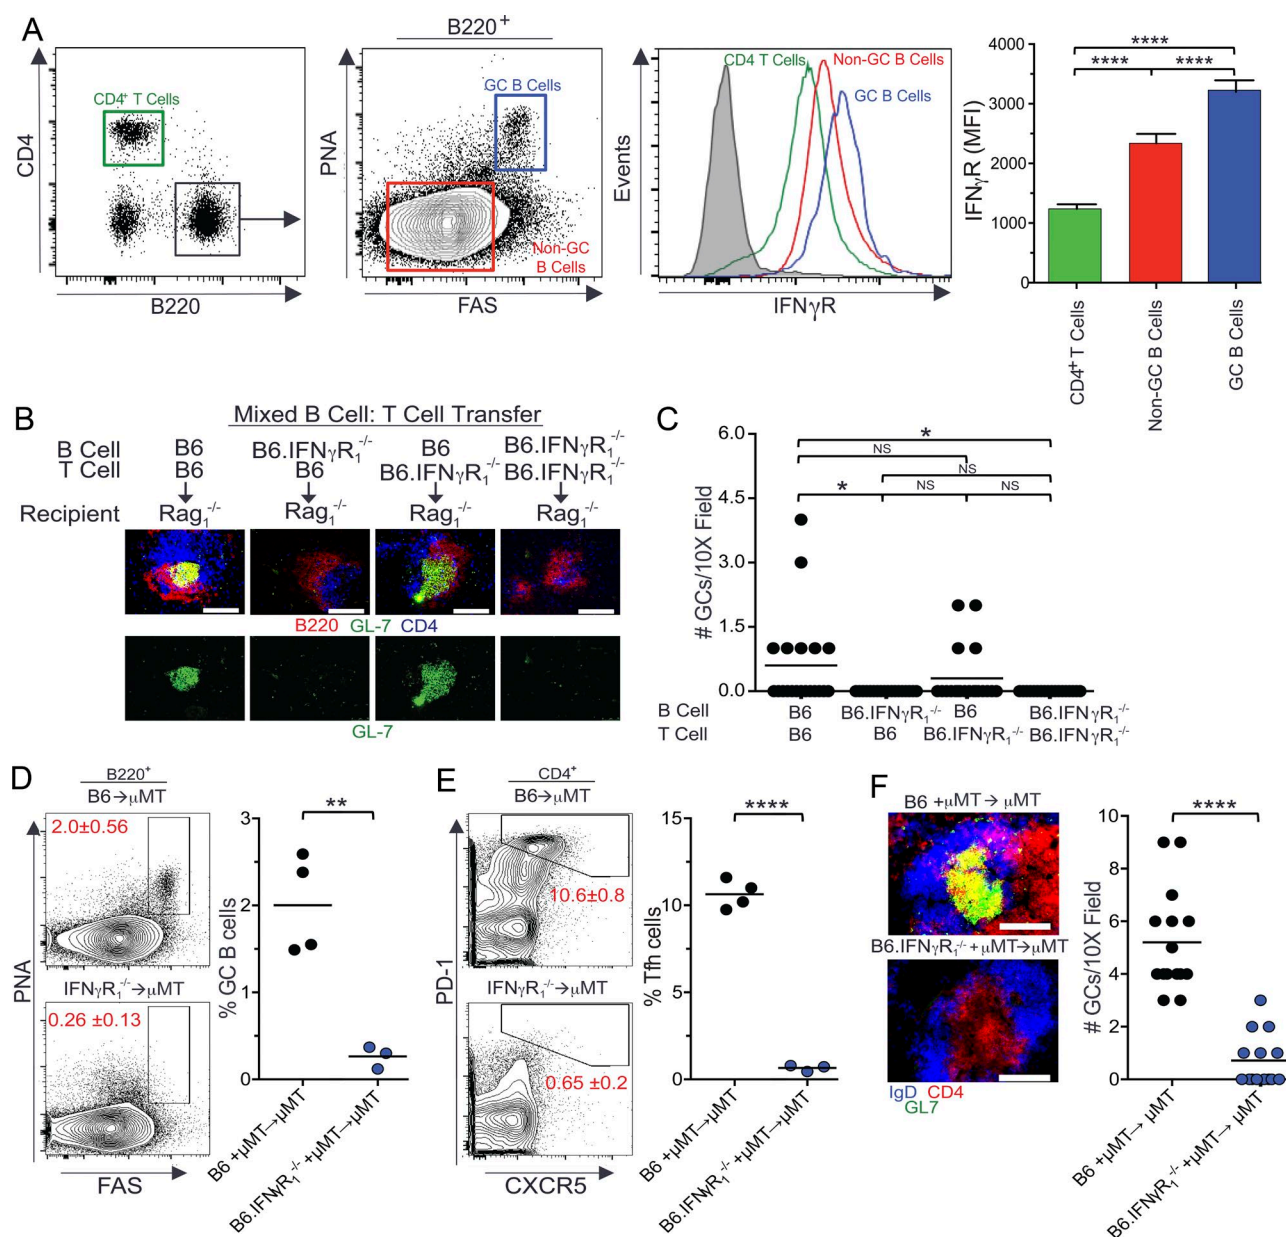 A
B220⁺
CD4⁺ T Cells
CD4
B220
GC B Cells
PNA
Non-GC
B Cells
FAS
CD4 T Cells
Non-GC B Cells
GC B Cells
Events
IFNγR
****
**** ****
4000
3000
2000
1000
0
IFNγR (MFI)
CD4⁺ T Cells
Non-GC B Cells
GC B Cells
B
Mixed B Cell: T Cell Transfer
B Cell B6 B6.IFNγR₁⁻/⁻ B6 B6.IFNγR₁⁻/⁻
T Cell B6 B6 B6.IFNγR₁⁻/⁻ B6.IFNγR₁⁻/⁻
Recipient Rag₁⁻/⁻ Rag₁⁻/⁻ Rag₁⁻/⁻ Rag₁⁻/⁻
B220 GL-7 CD4
GL-7
C
*
NS
NS
* NS NS
6.0
4.5
3.0
1.5
0.0
# GCs/10X Field
B Cell B6 B6.IFNγR₁⁻/⁻ B6 B6.IFNγR₁⁻/⁻
T Cell B6 B6 B6.IFNγR₁⁻/⁻ B6.IFNγR₁⁻/⁻
D
B220⁺
B6→μMT
2.0±0.56
IFNγR₁⁻/⁻→μMT
0.26 ±0.13
PNA
FAS
**
3
2
1
0
% GC B cells
B6 +μMT→μMT
B6.IFNγR₁⁻/⁻ +μMT→μMT
E
CD4⁺
B6→μMT
10.6±0.8
IFNγR₁⁻/⁻→μMT
0.65 ±0.2
PD-1
CXCR5
****
15
10
5
0
% Tfh cells
B6 +μMT→μMT
B6.IFNγR₁⁻/⁻ +μMT→μMT
F
B6 +μMT→ μMT
B6.IFNγR₁⁻/⁻+μMT→μMT
IgD CD4
GL7
****
10
8
6
4
2
0
# GCs/10X Field
B6 +μMT→ μMT
B6.IFNγR₁⁻/⁻ +μMT→ μMT